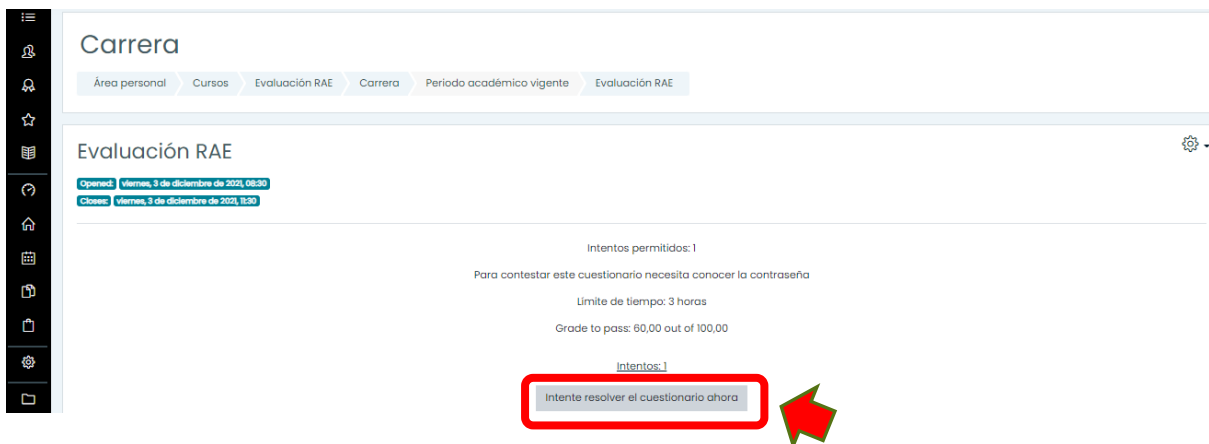 Carrera
Área personal Cursos Evaluación RAE Carrera Periodo académico vigente Evaluación RAE
Evaluación RAE
Opened: viernes, 3 de diciembre de 2021, 08:30
Closes: viernes, 3 de diciembre de 2021, 11:30
Intentos permitidos: 1
Para contestar este cuestionario necesita conocer la contraseña
Límite de tiempo: 3 horas
Grade to pass: 60,00 out of 100,00
Intentos: 1
Intente resolver el cuestionario ahora